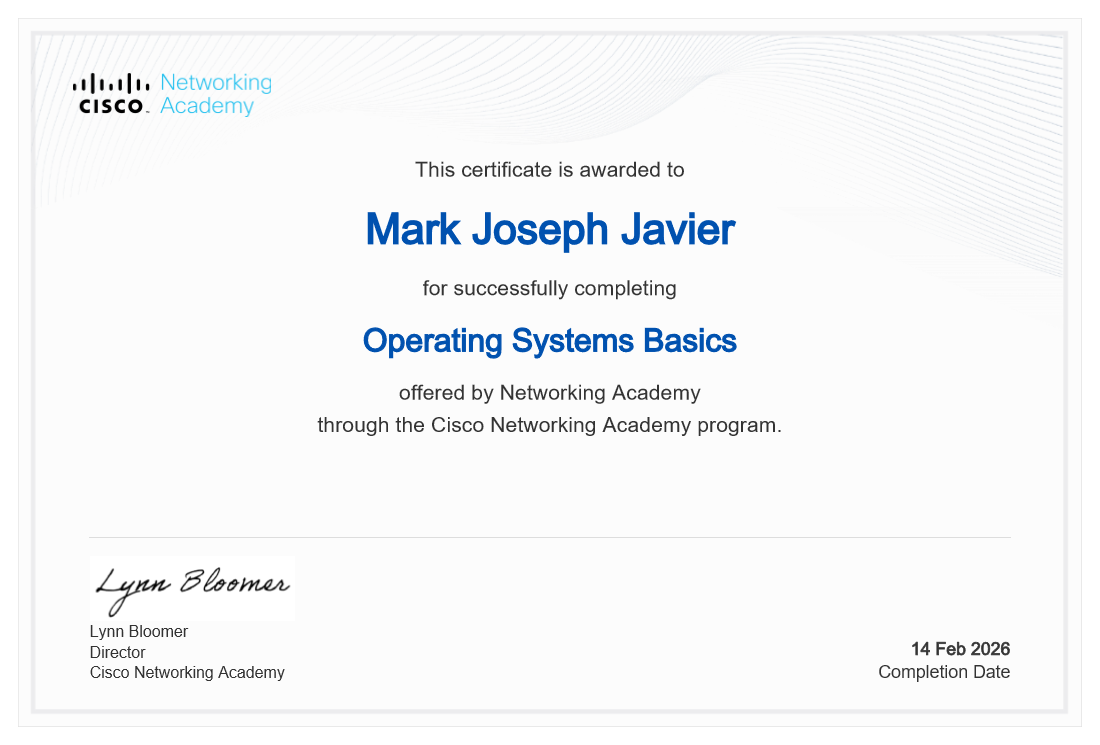 Networking
CISCO Academy
This certificate is awarded to
Mark Joseph Javier
for successfully completing
Operating Systems Basics
offered by Networking Academy
through the Cisco Networking Academy program.
Lynn Bloomer
Lynn Bloomer
Director
Cisco Networking Academy
14 Feb 2026
Completion Date